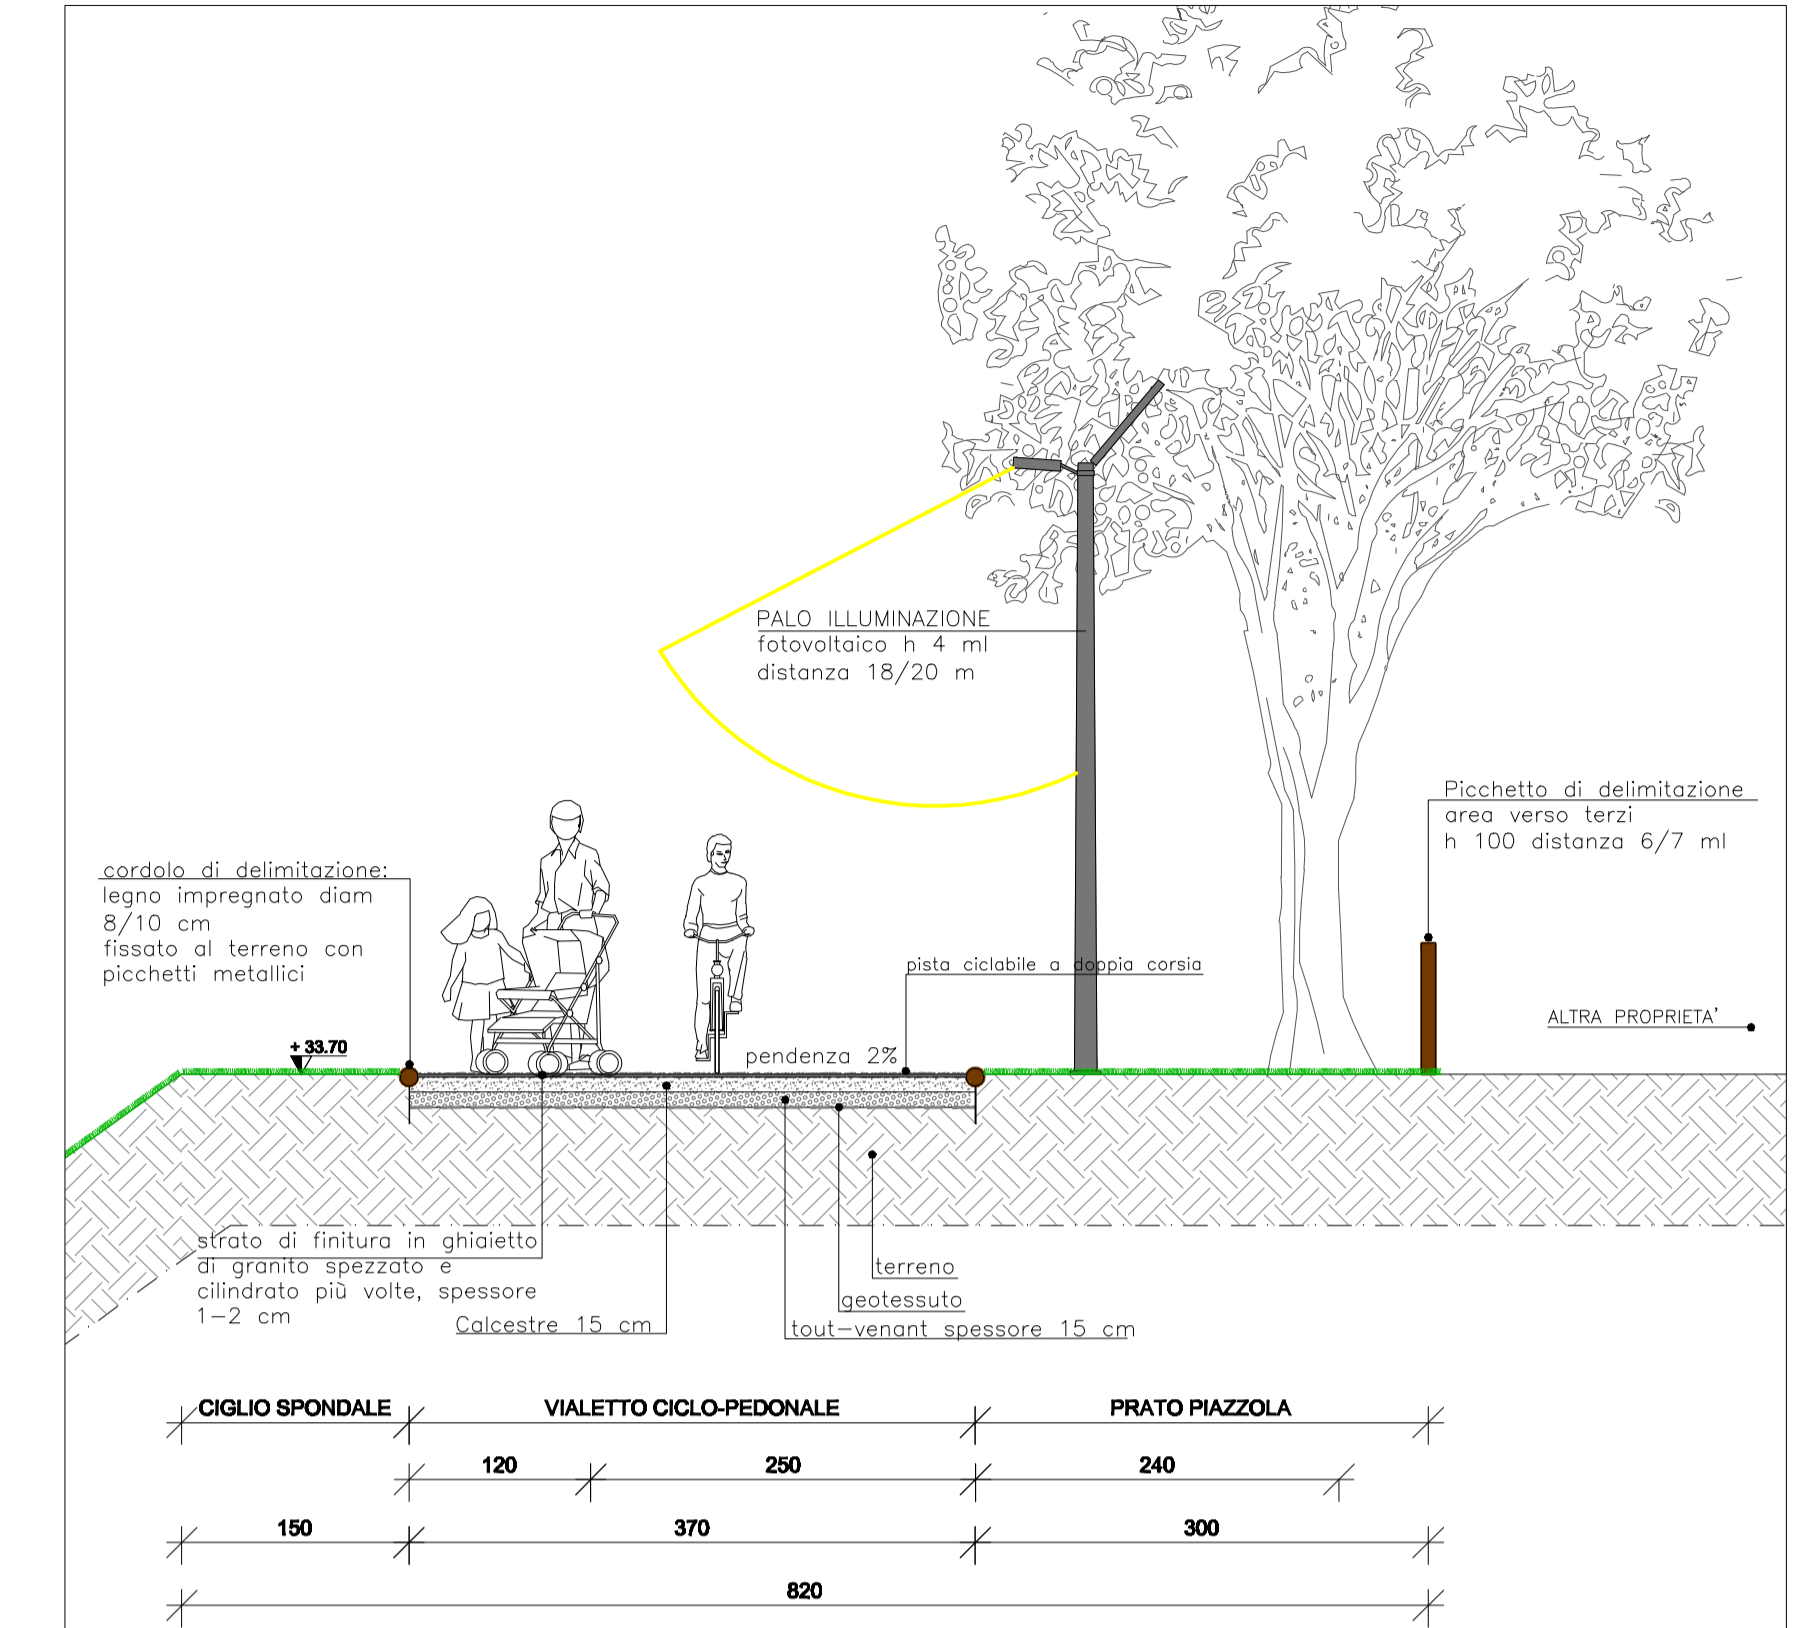 PALO ILLUMINAZIONE
fotovoltaico h 4 ml
distanza 18/20 m
Picchetto di delimitazione
area verso terzi
h 100 distanza 6/7 ml
cordolo di delimitazione:
legno impregnato diam
8/10 cm
fissato al terreno con
picchetti metallici
pista ciclabile a doppia corsia
ALTRA PROPRIETA'
+ 33.70
pendenza 2%
strato di finitura in ghiaietto
di granito spezzato e
cilindrato più volte, spessore
1-2 cm
Calcestre 15 cm
terreno
geotessuto
tout-venant spessore 15 cm
CIGLIO SPONDALE
VIALETTO CICLO-PEDONALE
PRATO PIAZZOLA
120
250
240
150
370
300
820